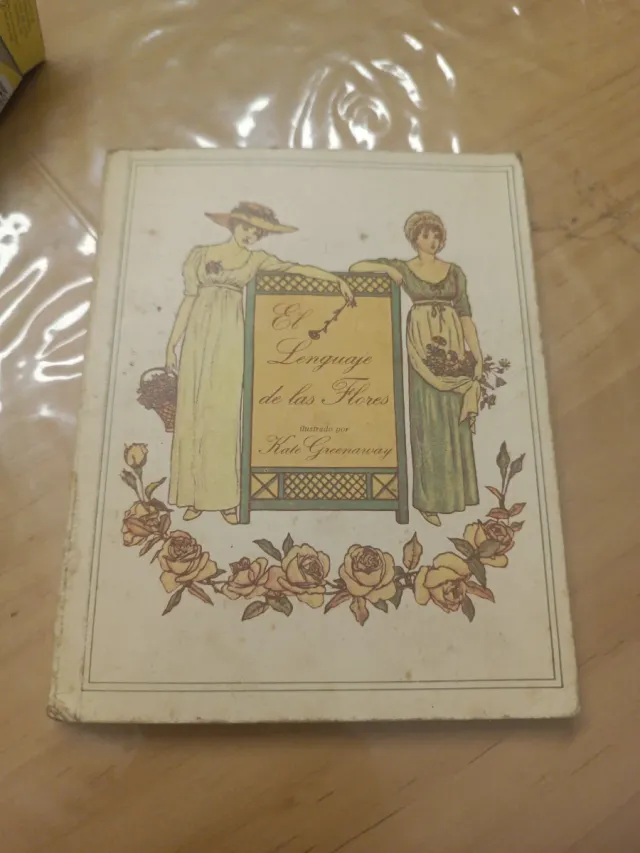 El
Lenguaje
de las Flores
ilustrado por
Kate Greenaway